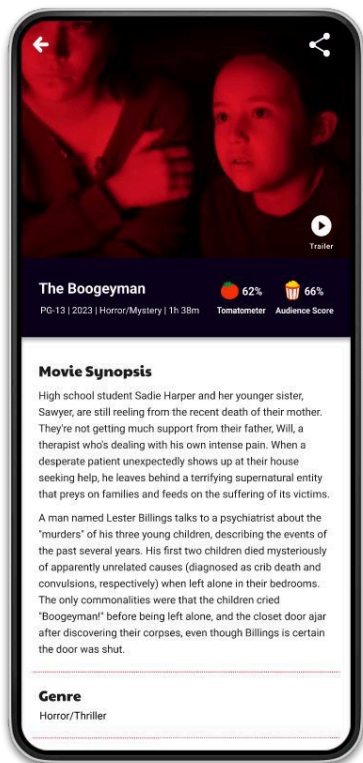 Trailer
The Boogeyman
PG-13 | 2023 | Horror/Mystery | 1h 38m
62%
Tomatometer
66%
Audience Score
Movie Synopsis
High school student Sadie Harper and her younger sister,
Sawyer, are still reeling from the recent death of their mother.
They're not getting much support from their father, Will, a
therapist who's dealing with his own intense pain. When a
desperate patient unexpectedly shows up at their house
seeking help, he leaves behind a terrifying supernatural entity
that preys on families and feeds on the suffering of its victims.
A man named Lester Billings talks to a psychiatrist about the
"murders" of his three young children, describing the events of
the past several years. His first two children died mysteriously
of apparently unrelated causes (diagnosed as crib death and
convulsions, respectively) when left alone in their bedrooms.
The only commonalities were that the children cried
"Boogeyman!" before being left alone, and the closet door ajar
after discovering their corpses, even though Billings is certain
the door was shut.
Genre
Horror/Thriller